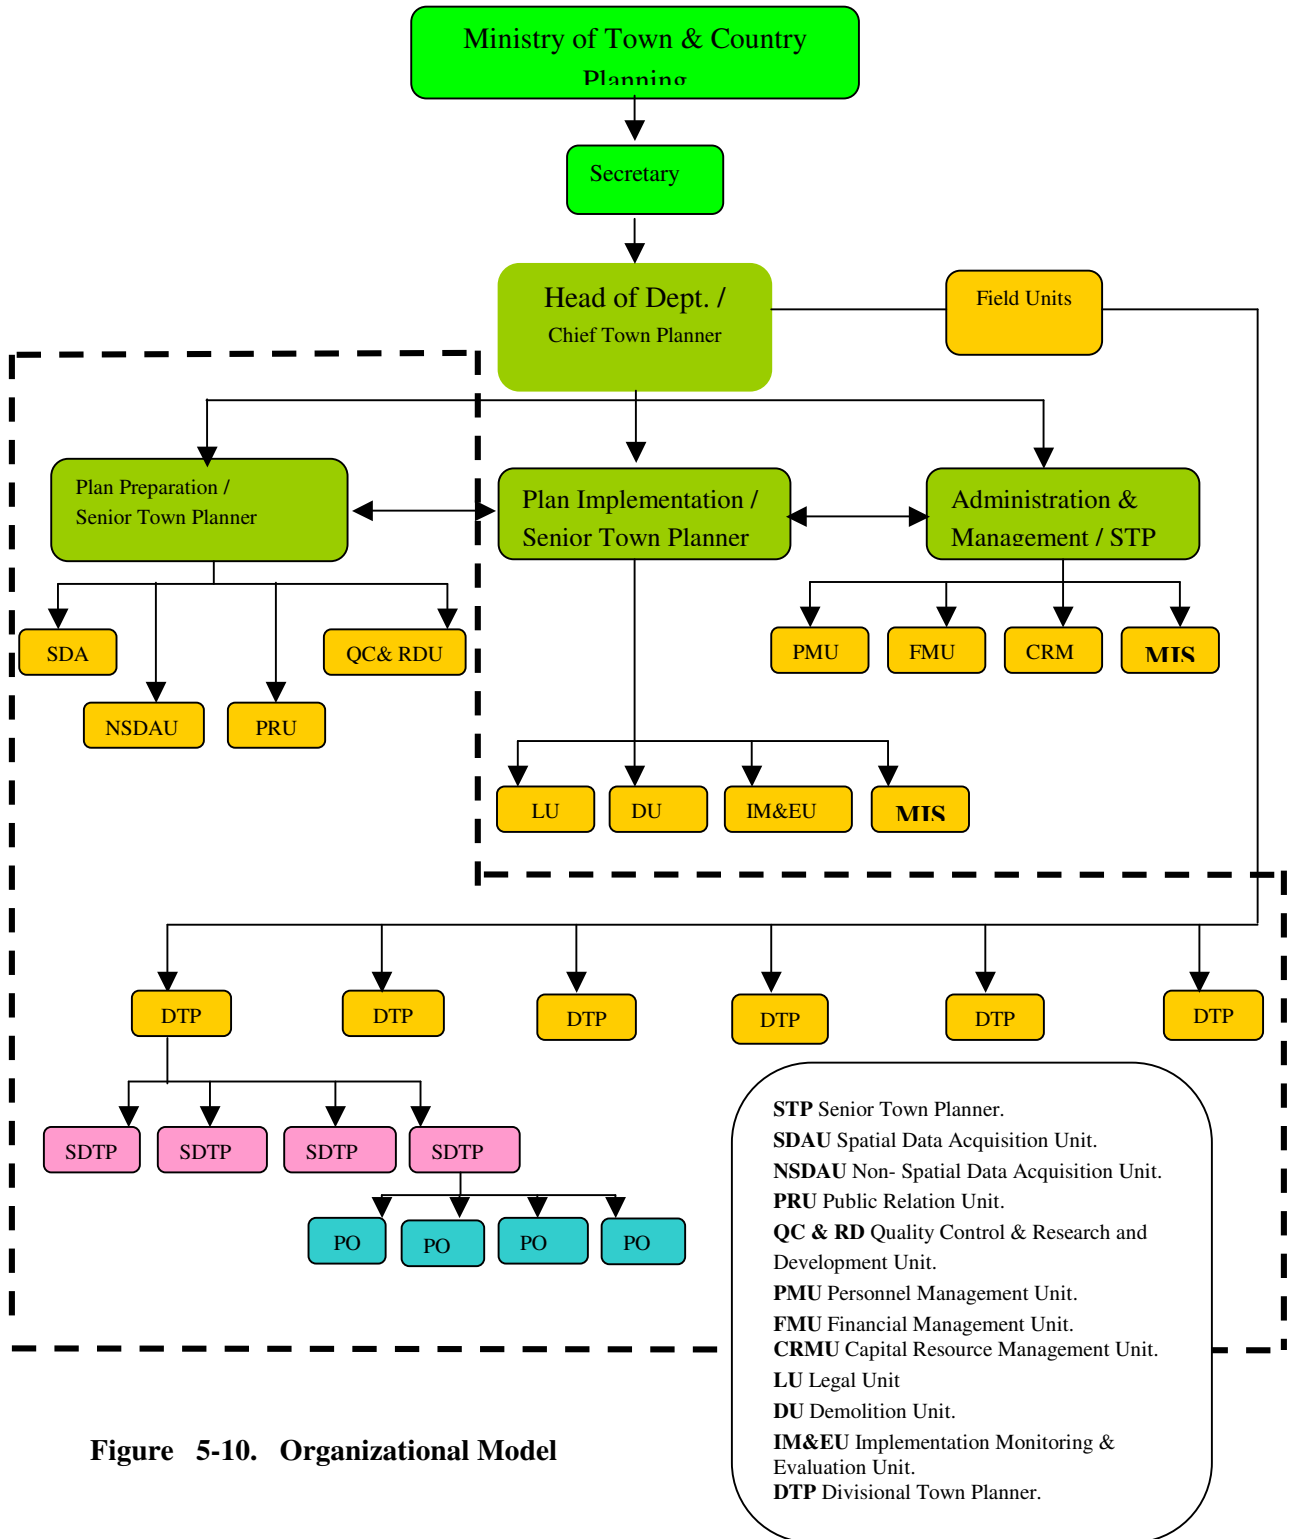 Ministry of Town & Country
Planning
Secretary
Head of Dept. /
Chief Town Planner
Field Units
Plan Preparation /
Senior Town Planner
Plan Implementation /
Senior Town Planner
Administration &
Management / STP
SDA
QC& RDU
NSDAU
PRU
PMU
FMU
CRM
MIS
LU
DU
IM&EU
MIS
DTP
DTP
DTP
DTP
DTP
DTP
SDTP
SDTP
SDTP
SDTP
PO
PO
PO
PO
STP Senior Town Planner.
SDAU Spatial Data Acquisition Unit.
NSDAU Non- Spatial Data Acquisition Unit.
PRU Public Relation Unit.
QC & RD Quality Control & Research and
Development Unit.
PMU Personnel Management Unit.
FMU Financial Management Unit.
CRMU Capital Resource Management Unit.
LU Legal Unit
DU Demolition Unit.
IM&EU Implementation Monitoring &
Evaluation Unit.
DTP Divisional Town Planner.
Figure 5-10. Organizational Model